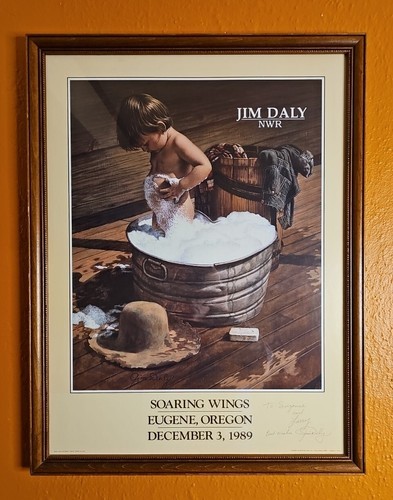 JIM DALY
NWR
SOARING WINGS
EUGENE, OREGON
DECEMBER 3, 1989